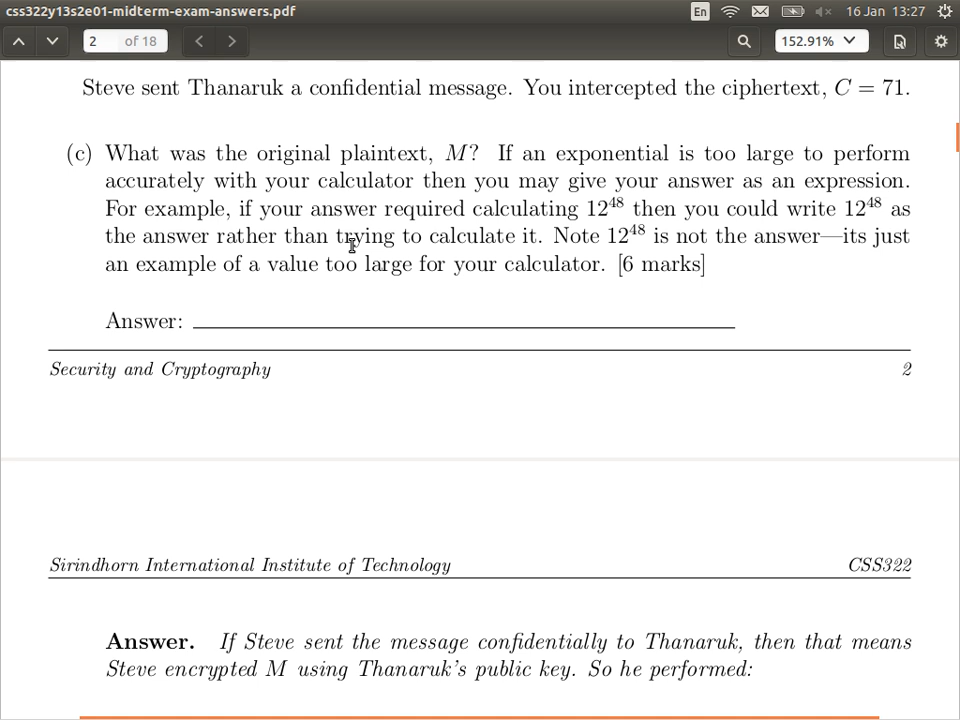 css322y13s2e01-midterm-exam-answers.pdf En 16 Jan 13:27
2 of 18 152.91%
Steve sent Thanaruk a confidential message. You intercepted the ciphertext, C = 71.
(c) What was the original plaintext, M? If an exponential is too large to perform
accurately with your calculator then you may give your answer as an expression.
For example, if your answer required calculating 12⁴⁸ then you could write 12⁴⁸ as
the answer rather than trying to calculate it. Note 12⁴⁸ is not the answer—its just
an example of a value too large for your calculator. [6 marks]
Answer:
Security and Cryptography 2
Sirindhorn International Institute of Technology CSS322
Answer. If Steve sent the message confidentially to Thanaruk, then that means
Steve encrypted M using Thanaruk's public key. So he performed: